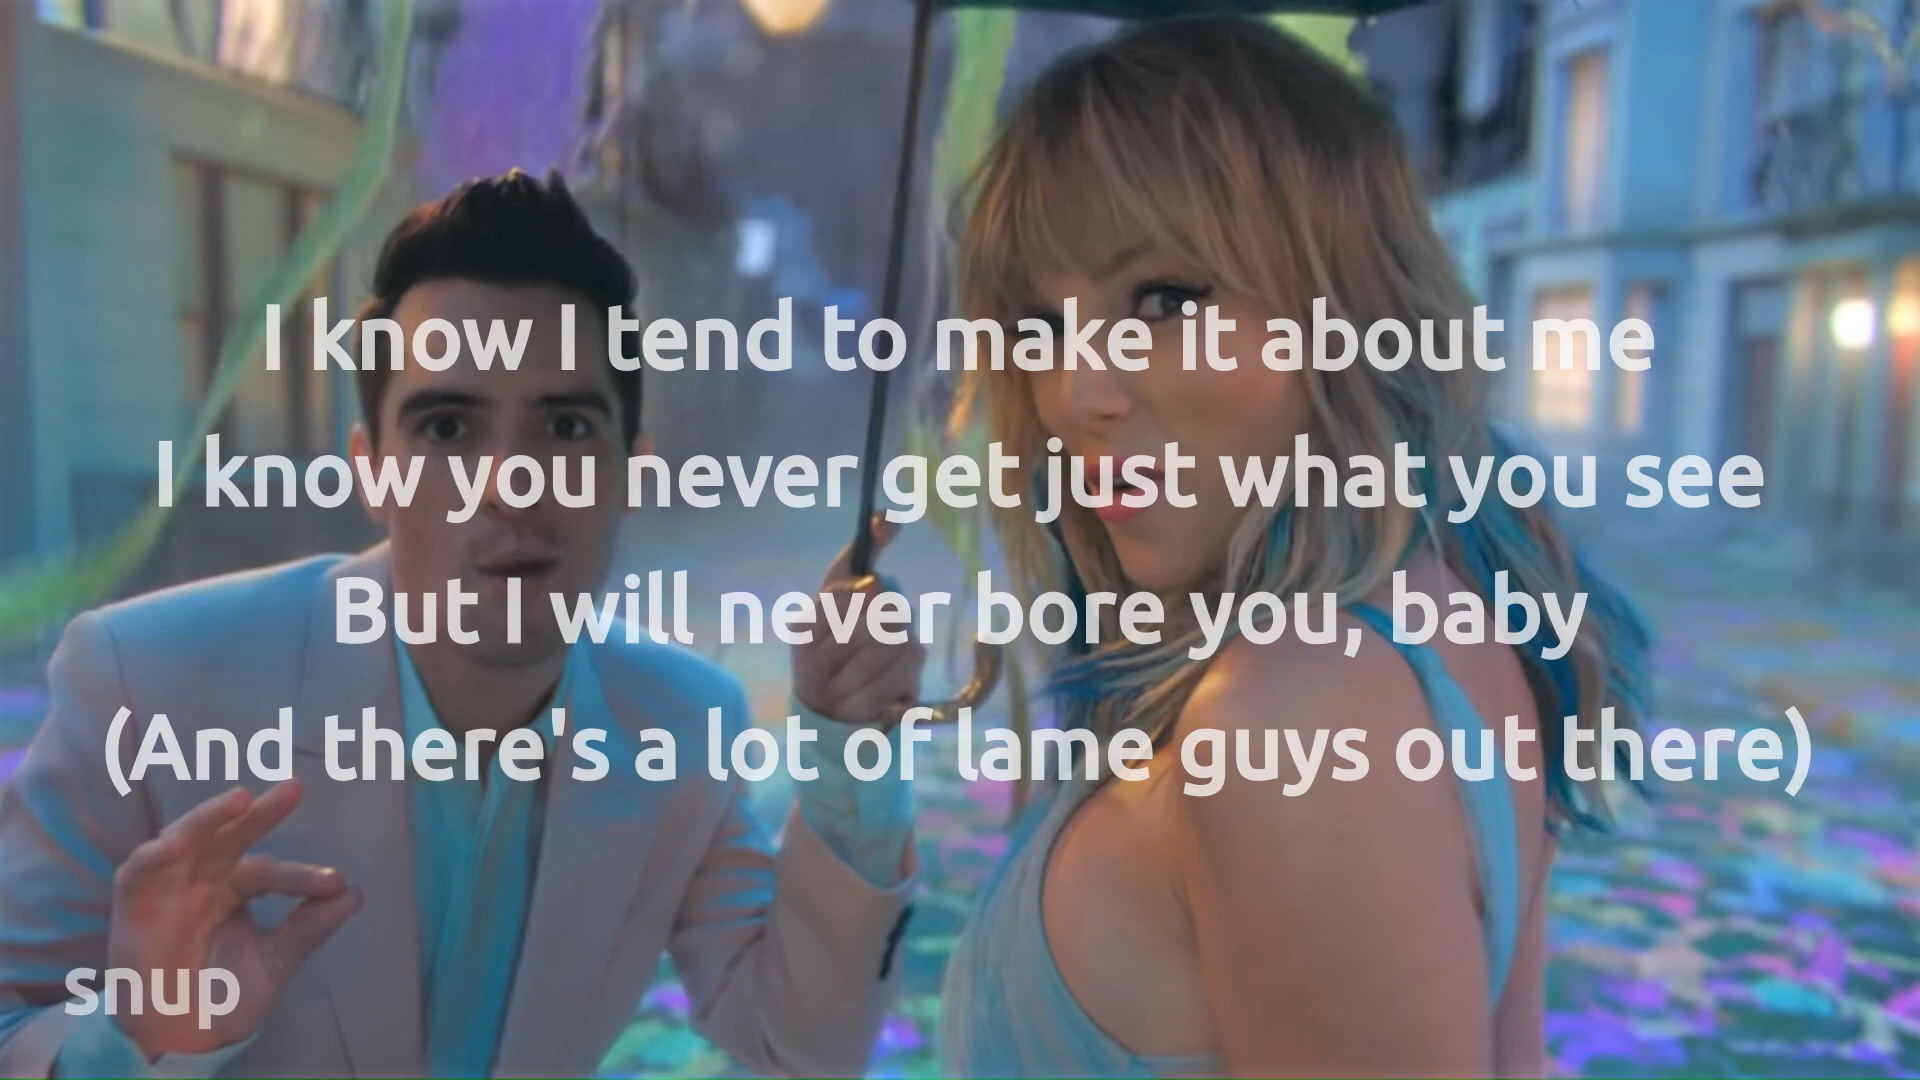 I know I tend to make it about me
I know you never get just what you see
But I will never bore you, baby
(And there's a lot of lame guys out there)
snup